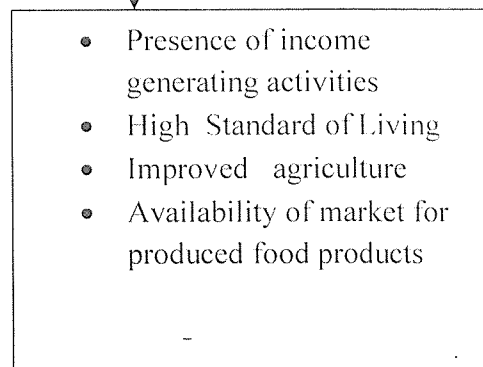 • Presence of income
generating activities
• High Standard of Living
• Improved agriculture
• Availability of market for
produced food products